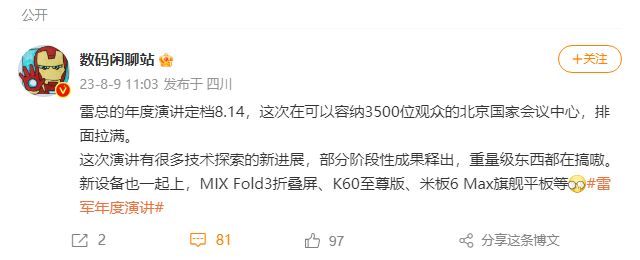 公开
数码闲聊站
+关注
23-8-9 11:03 发布于 四川
雷总的年度演讲定档8.14，这次在可以容纳3500位观众的北京国家会议中心，排
面拉满。
这次演讲有很多技术探索的新进展，部分阶段性成果释出，重量级东西都在搞嗷。
新设备也一起上，MIX Fold3折叠屏、K60至尊版、米板6 Max旗舰平板等#雷
军年度演讲#
2
81
97
分享这条博文